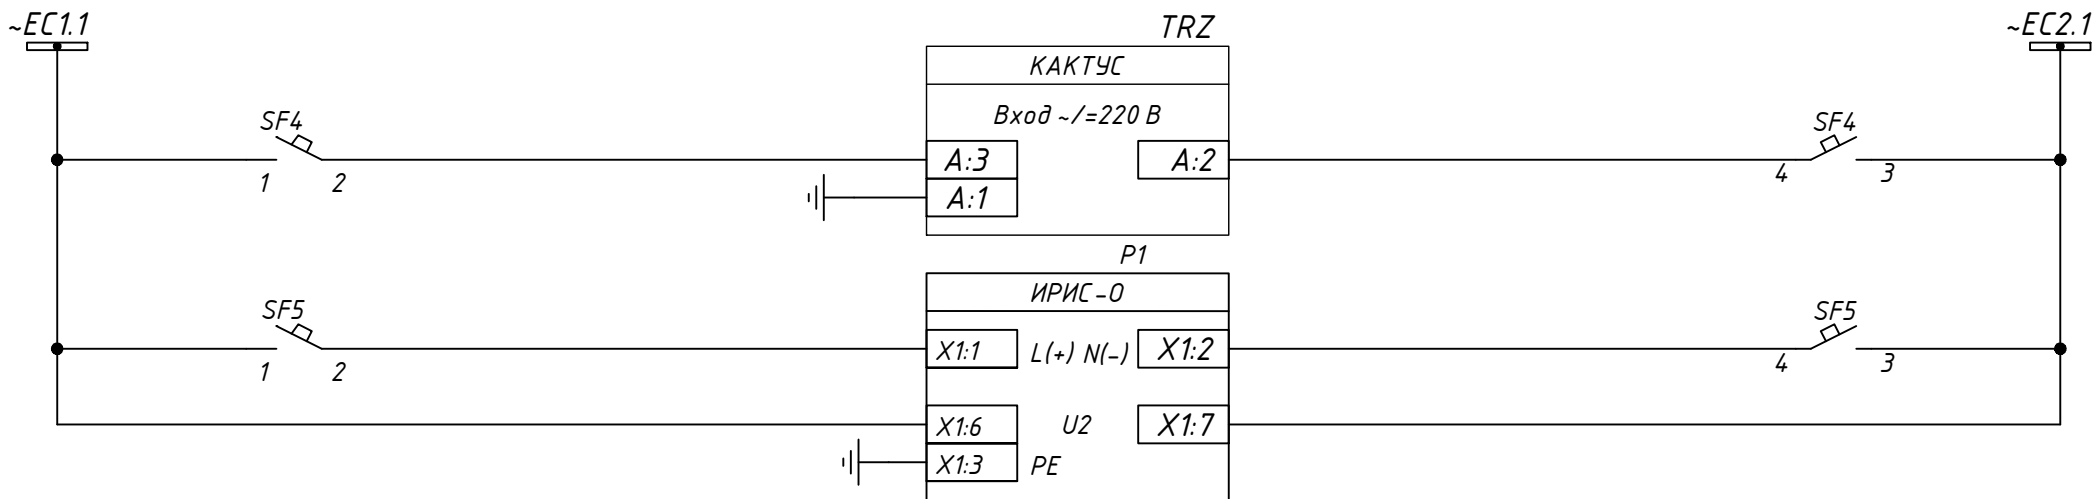 ~EC1.1
TRZ
~EC2.1
КАКТУС
Вход ~/=220 В
SF4
SF4
A:3
A:2
1
2
4
3
A:1
P1
ИРИС-О
SF5
SF5
X1:1
L(+) N(-)
X1:2
1
2
4
3
X1:6
U2
X1:7
X1:3
PE